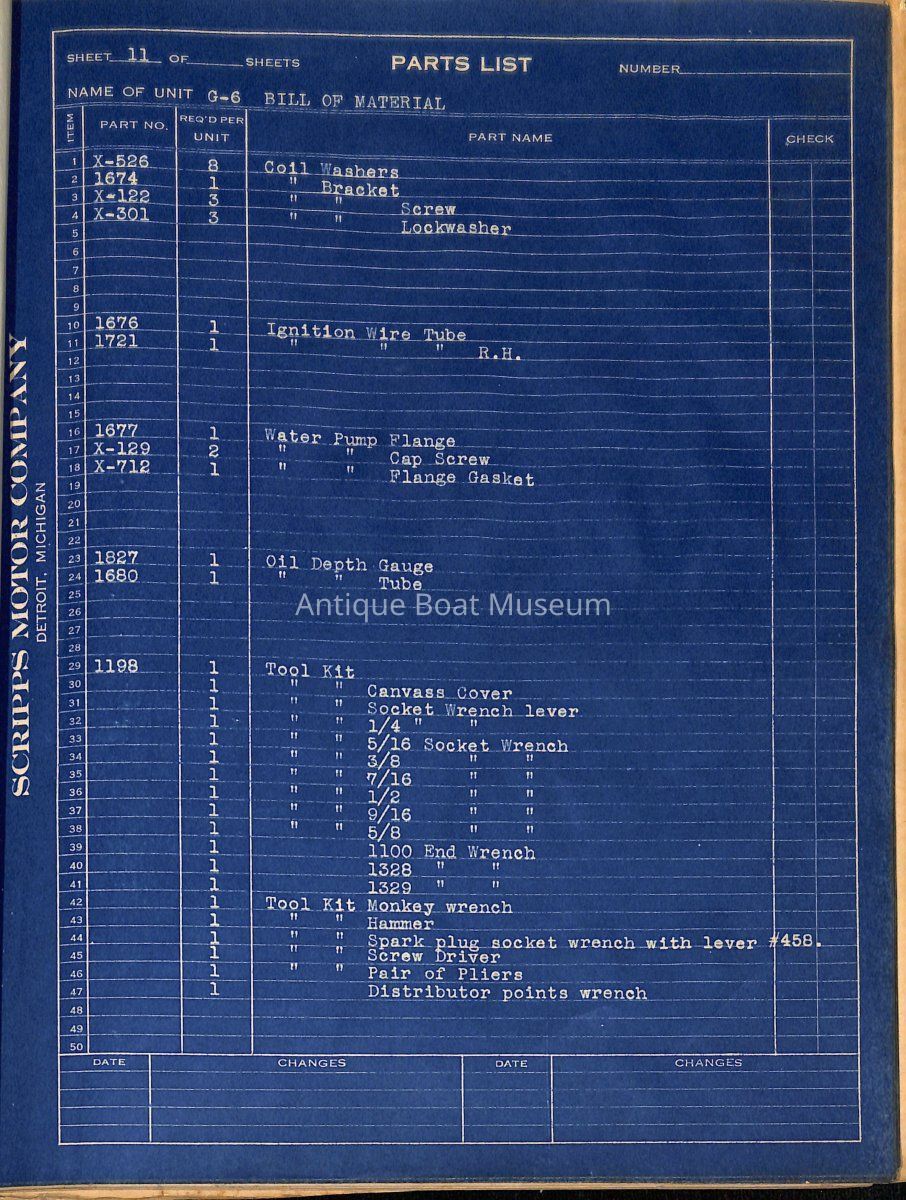 SHEET 11 OF SHEETS PARTS LIST NUMBER
NAME OF UNIT G-6 BILL OF MATERIAL
ITEM PART NO. REQ'D PER UNIT PART NAME CHECK
1 X-526 8 Coil Washers
2 1674 1 " Bracket
3 X-122 3 " " Screw
4 X-301 3 " " Lockwasher
5
6
7
8
9
10 1676 1 Ignition Wire Tube
11 1721 1 " " " R.H.
12
13
14
15
16 1677 1 Water Pump Flange
17 X-129 2 " " Cap Screw
18 X-712 1 " " Flange Gasket
19
20
21
22
23 1827 1 Oil Depth Gauge
24 1680 1 " " Tube
25
26
27
28
29 1198 1 Tool Kit
30 1 " " Canvass Cover
31 1 " " Socket Wrench lever
32 1 " " 1/4 " "
33 1 " " 5/16 Socket Wrench
34 1 " " 3/8 " "
35 1 " " 7/16 " "
36 1 " " 1/2 " "
37 1 " " 9/16 " "
38 1 " " 5/8 " "
39 1 1100 End Wrench
40 1 1328 " "
41 1 1329 " "
42 1 Tool Kit Monkey wrench
43 1 " " Hammer
44 1 " " Spark plug socket wrench with lever #458.
45 1 " " Screw Driver
46 1 " " Pair of Pliers
47 1 Distributor points wrench
48
49
50
DATE CHANGES DATE CHANGES
SCRIPPS MOTOR COMPANY
DETROIT, MICHIGAN
Antique Boat Museum